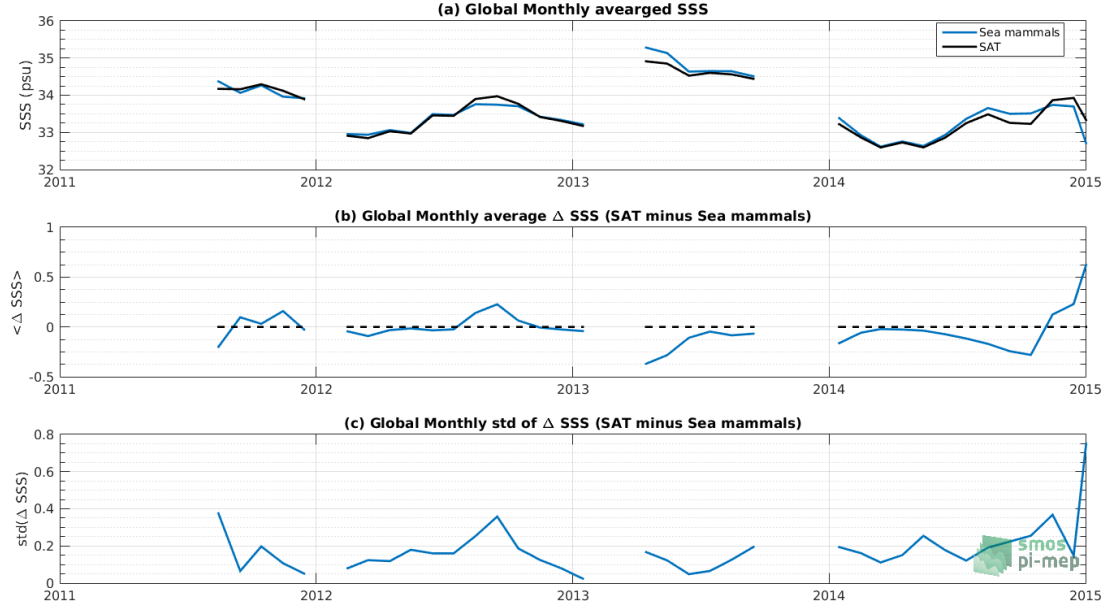 (a) Global Monthly avearged SSS
36
35
34
33
32
SSS (psu)
Sea mammals
SAT
2011 2012 2013 2014 2015
(b) Global Monthly average Δ SSS (SAT minus Sea mammals)
1
0.5
0
-0.5
<Δ SSS>
2011 2012 2013 2014 2015
(c) Global Monthly std of Δ SSS (SAT minus Sea mammals)
0.8
0.6
0.4
0.2
0
std(Δ SSS)
smos
pi-mep
2011 2012 2013 2014 2015